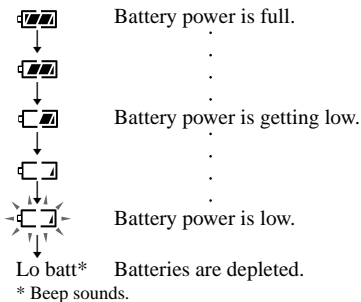 Battery power is full.
Battery power is getting low.
Battery power is low.
Lo batt* Batteries are depleted.
* Beep sounds.